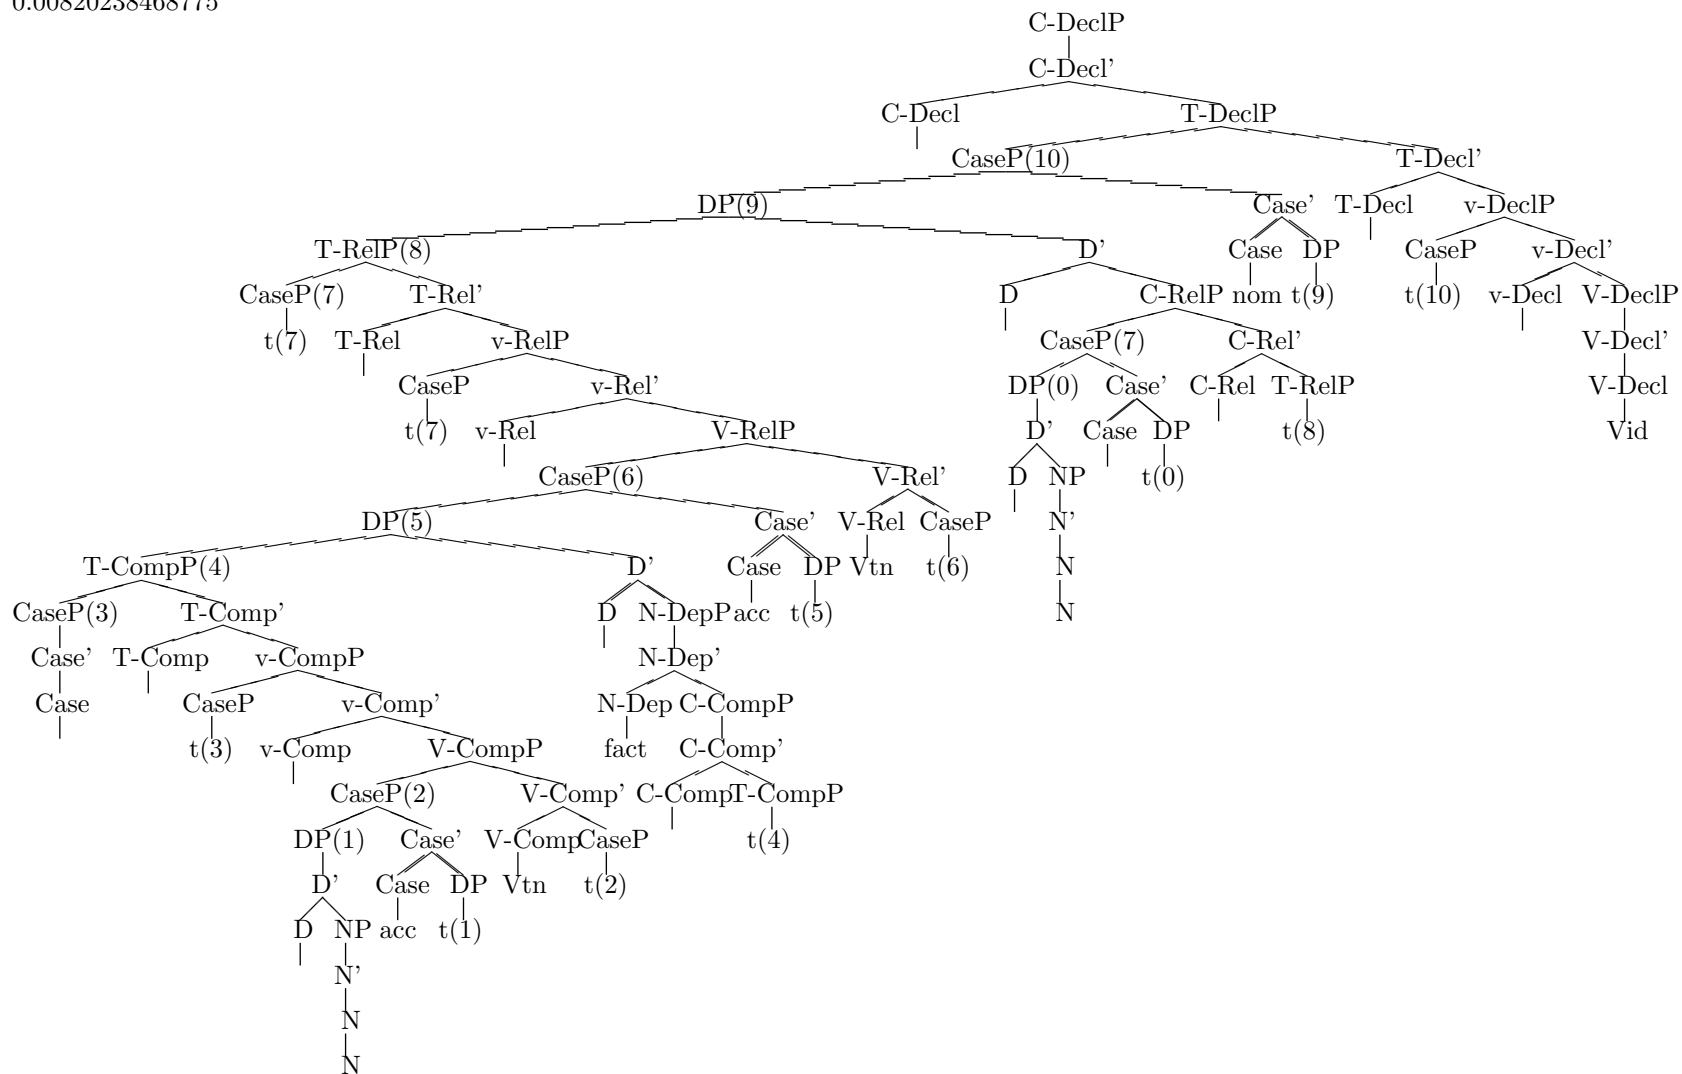 0.00820238468775
C-DeclP
C-Decl'
C-Decl T-DeclP
CaseP(10) T-Decl'
DP(9) Case' T-Decl v-DeclP
T-RelP(8) D' Case DP CaseP v-Decl'
CaseP(7) T-Rel' D C-RelP nom t(9) t(10) v-Decl V-DeclP
t(7) T-Rel v-RelP CaseP(7) C-Rel' V-Decl'
CaseP v-Rel' DP(0) Case' C-Rel T-RelP V-Decl
t(7) v-Rel V-RelP D' Case DP t(8) Vid
CaseP(6) V-Rel' D NP t(0)
DP(5) Case' V-Rel CaseP N'
T-CompP(4) D' Case DP Vtn t(6) N
CaseP(3) T-Comp' D N-DepP acc t(5) N
Case' T-Comp v-CompP N-Dep'
Case CaseP v-Comp' N-Dep C-CompP
t(3) v-Comp V-CompP fact C-Comp'
CaseP(2) V-Comp' C-Comp T-CompP
DP(1) Case' V-Comp CaseP t(4)
D' Case DP Vtn t(2)
D NP acc t(1)
N'
N
N